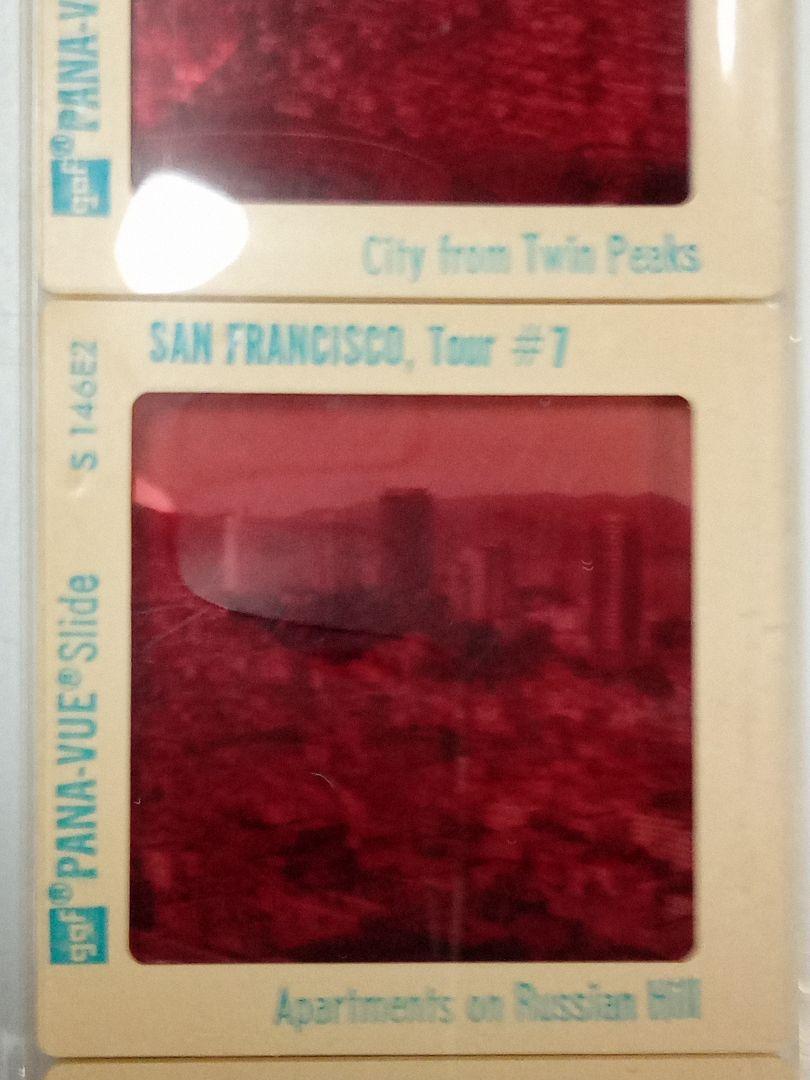 gaf® PANA-V
City from Twin Peaks
SAN FRANCISCO, Tour #7
S 146E2
gaf® PANA-VUE® Slide
Apartments on Russian Hill